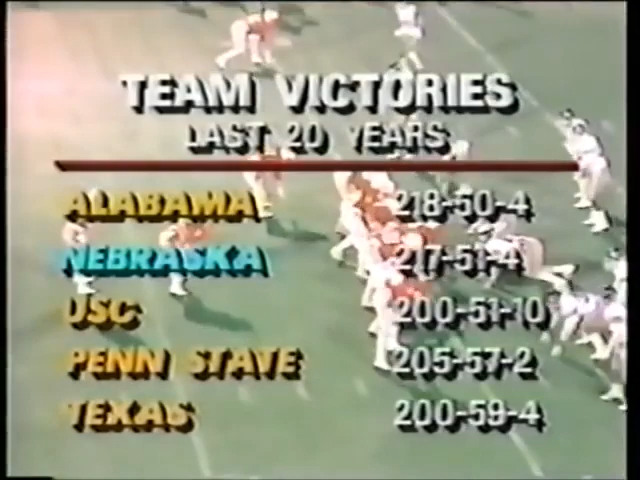 TEAM VICTORIES
LAST 20 YEARS
ALABAMA 218-50-4
NEBRASKA 217-51-4
USC 200-51-10
PENN STATE 205-57-2
TEXAS 200-59-4